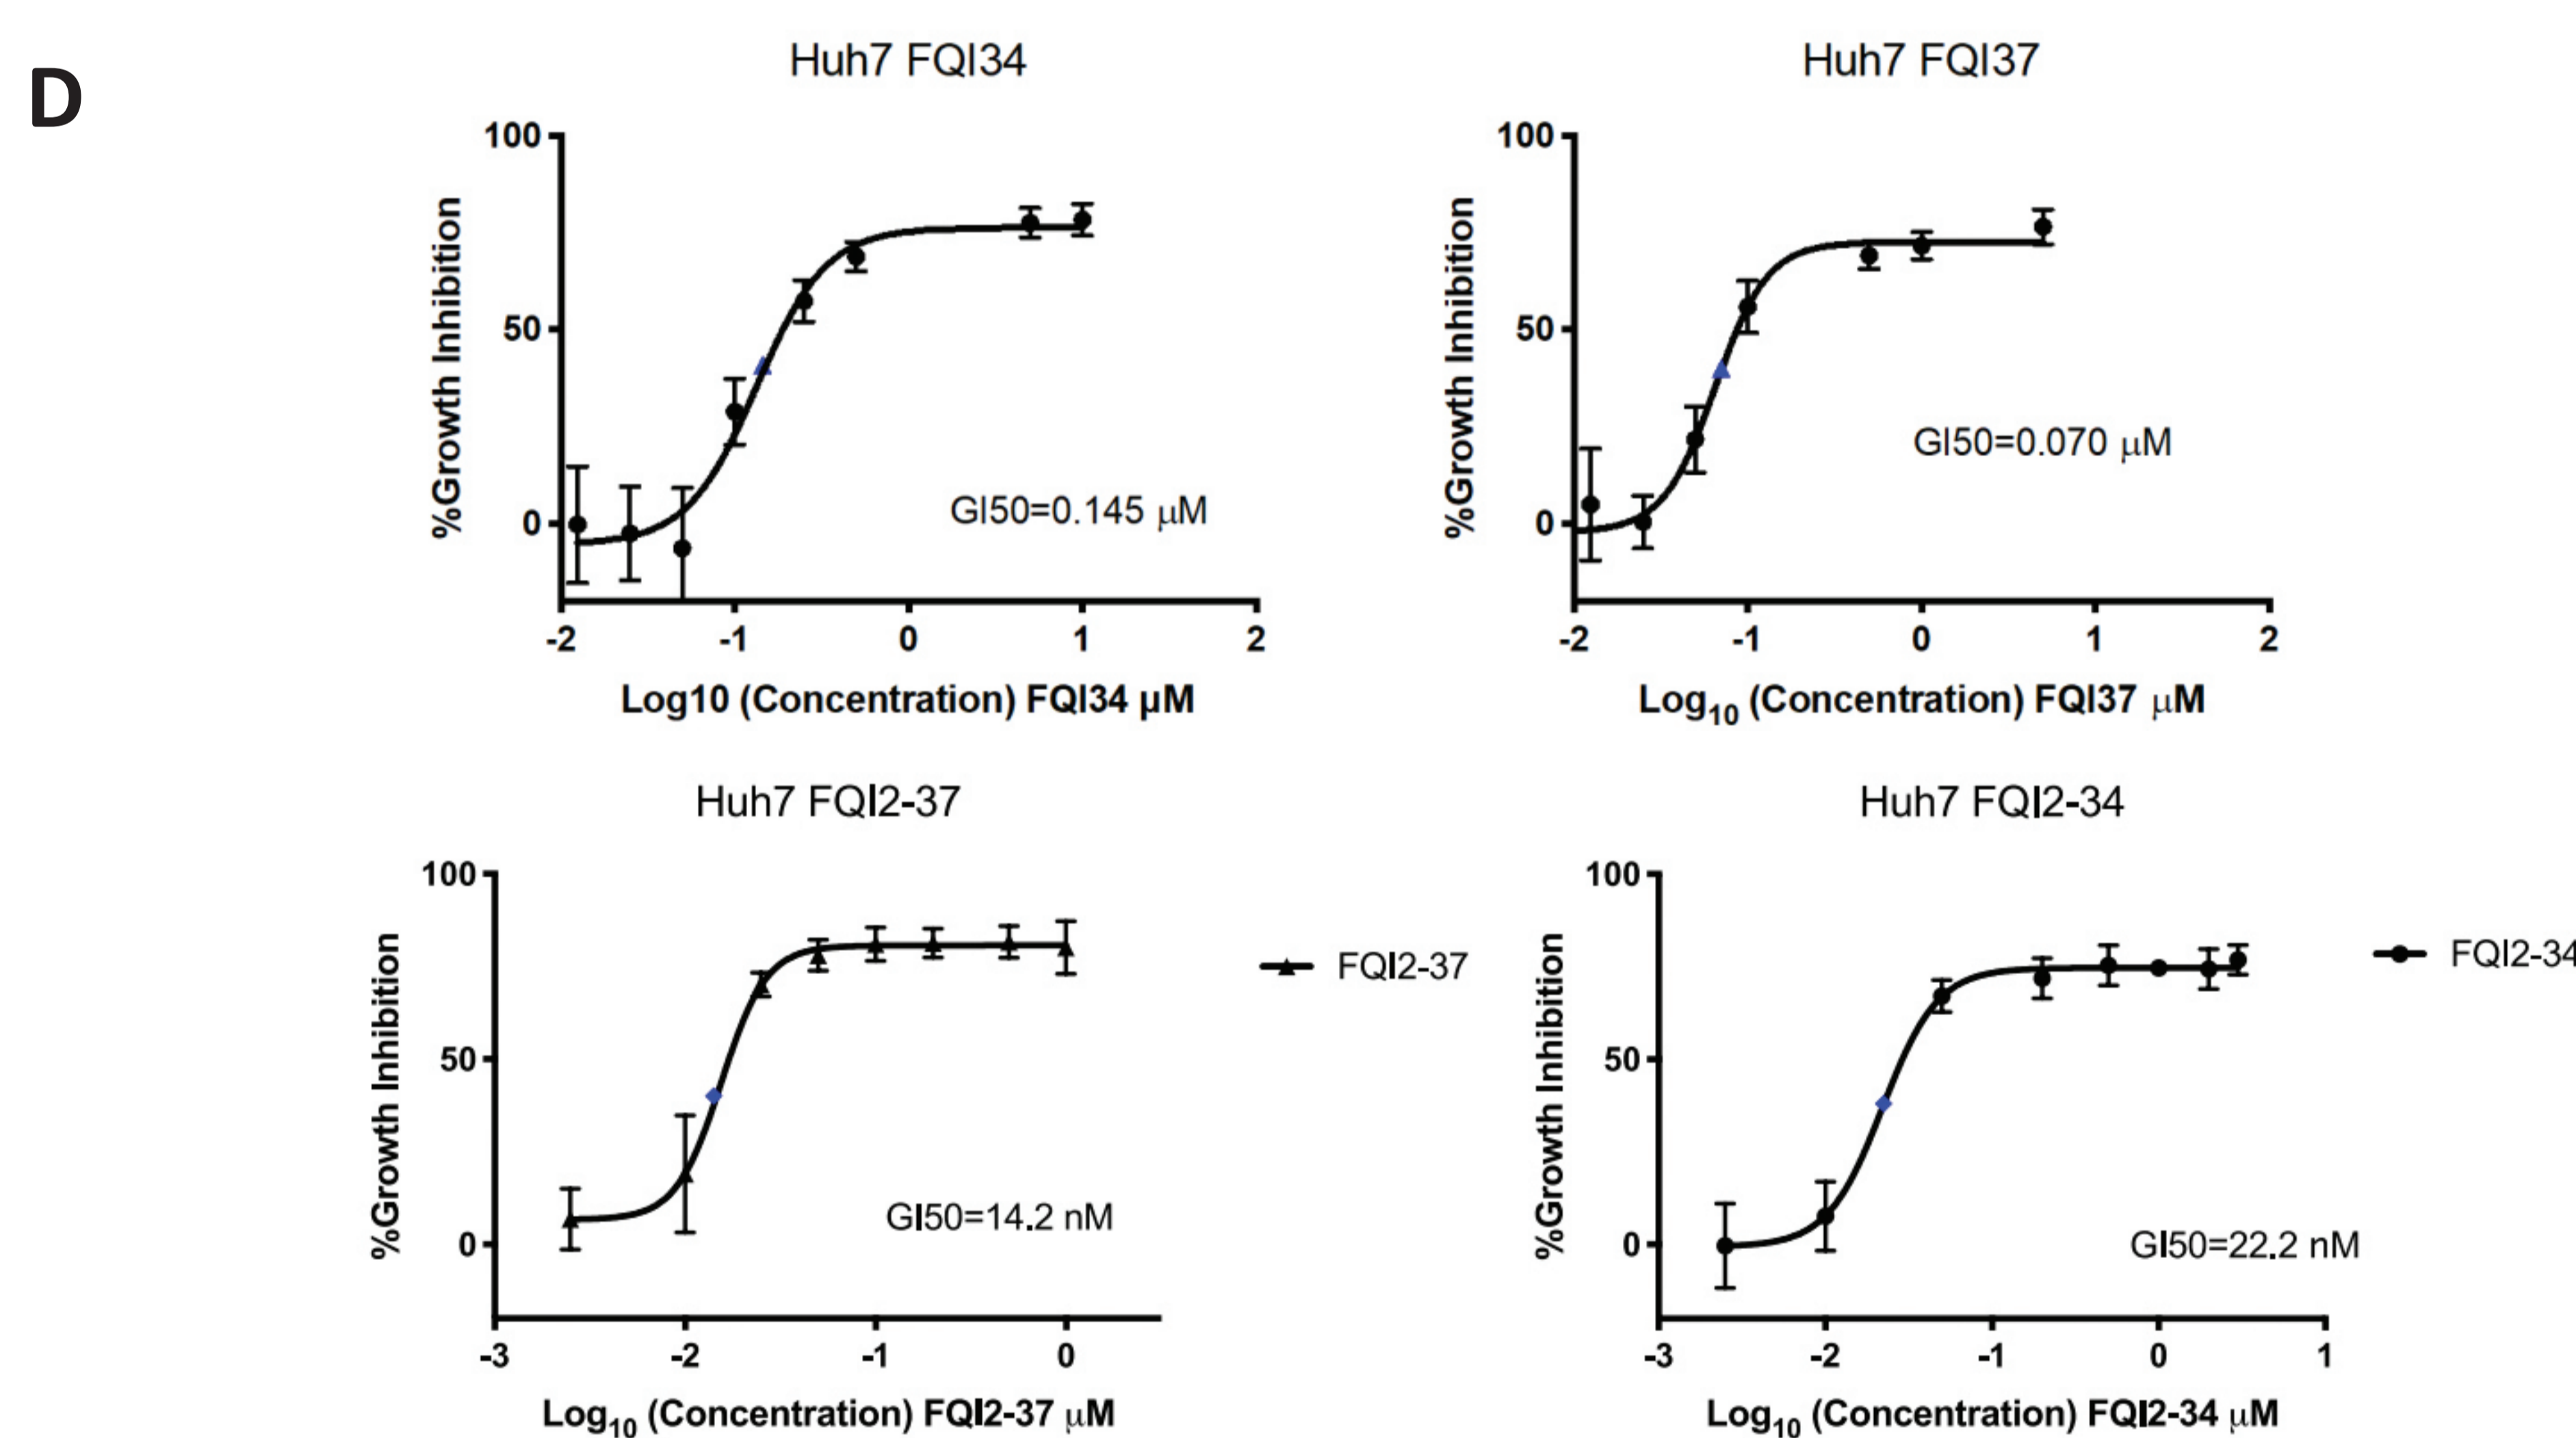 D
Huh7 FQI34
Huh7 FQI37
100
50
0
%Growth Inhibition
GI50=0.145 μM
-2 -1 0 1 2
Log10 (Concentration) FQI34 μM
100
50
0
%Growth Inhibition
GI50=0.070 μM
-2 -1 0 1 2
Log10 (Concentration) FQI37 μM
Huh7 FQI2-37
Huh7 FQI2-34
100
50
0
%Growth Inhibition
FQI2-37
GI50=14.2 nM
-3 -2 -1 0
Log10 (Concentration) FQI2-37 μM
100
50
0
%Growth Inhibition
FQI2-34
GI50=22.2 nM
-3 -2 -1 0 1
Log10 (Concentration) FQI2-34 μM